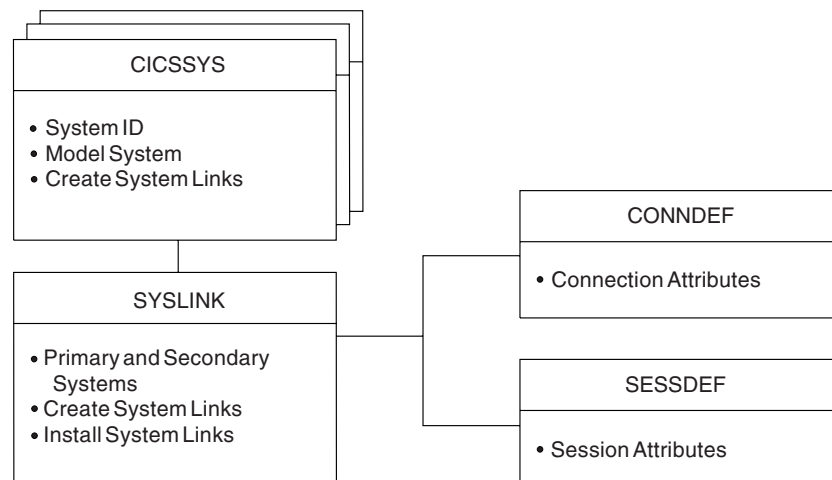 CICSSYS
• System ID
• Model System
• Create System Links
SYSLINK
• Primary and Secondary
Systems
• Create System Links
• Install System Links
CONNDEF
• Connection Attributes
SESSDEF
• Session Attributes